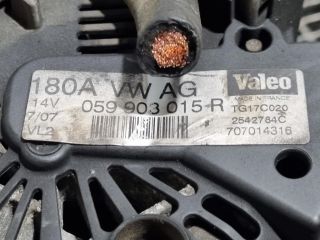 180A VW AG
Valeo
14V 059 903 015-R
MADE IN FRANCE
7/07
TG17C020
VL2
2542784C
707014316